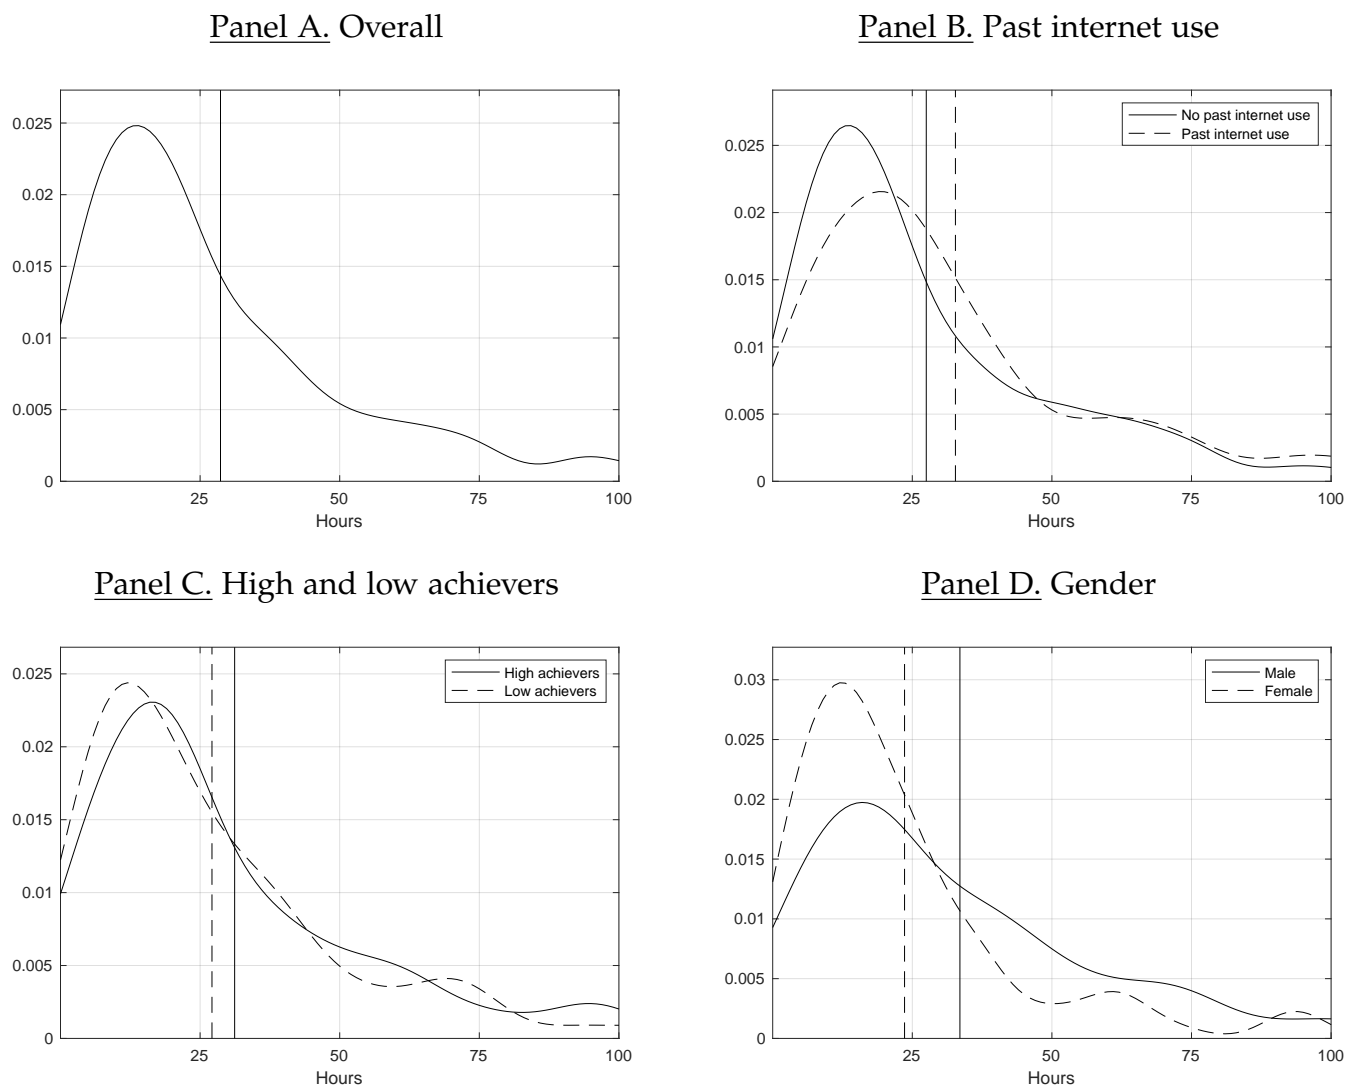 Panel A. Overall
0.025
0.02
0.015
0.01
0.005
0
25
50
75
100
Hours
Panel B. Past internet use
No past internet use
Past internet use
0.025
0.02
0.015
0.01
0.005
0
25
50
75
100
Hours
Panel C. High and low achievers
High achievers
Low achievers
0.025
0.02
0.015
0.01
0.005
0
25
50
75
100
Hours
Panel D. Gender
Male
Female
0.03
0.025
0.02
0.015
0.01
0.005
0
25
50
75
100
Hours